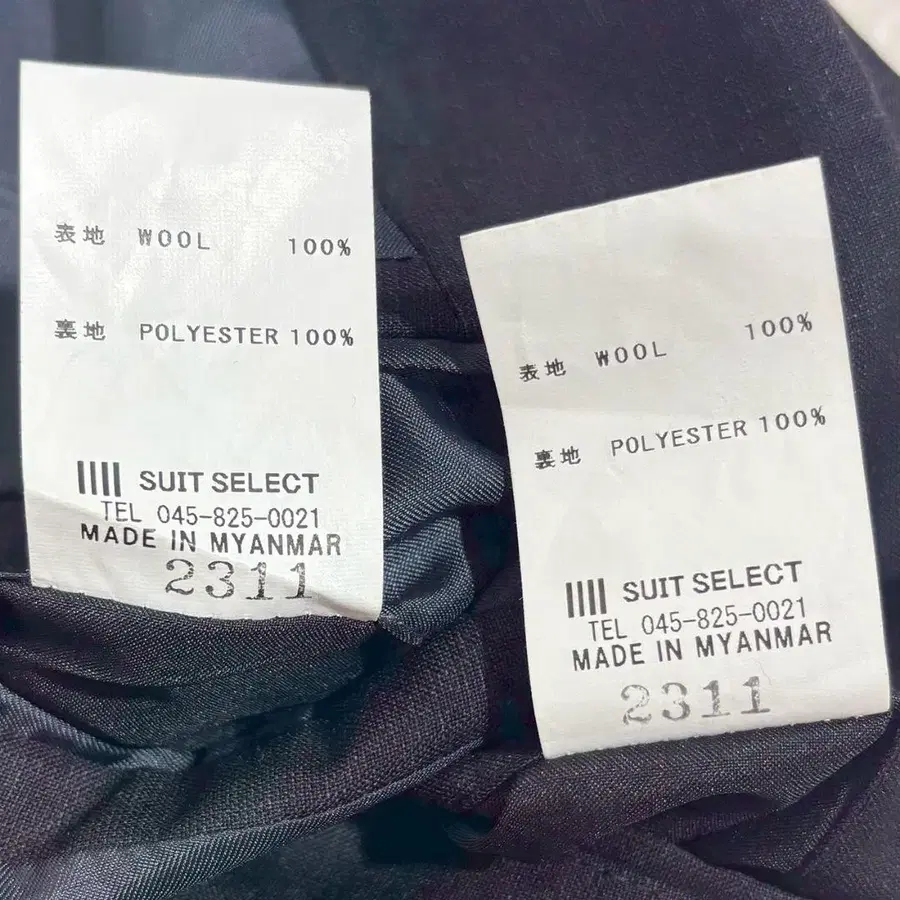 表地 WOOL 100%
裏地 POLYESTER 100%
SUIT SELECT
TEL 045-825-0021
MADE IN MYANMAR
2311
表地 WOOL 100%
裏地 POLYESTER 100%
SUIT SELECT
TEL 045-825-0021
MADE IN MYANMAR
2311